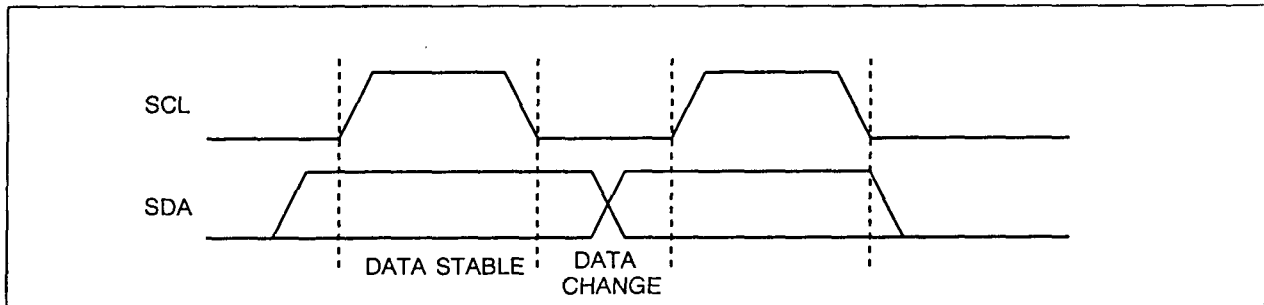 SCL
SDA
DATA STABLE
DATA
CHANGE